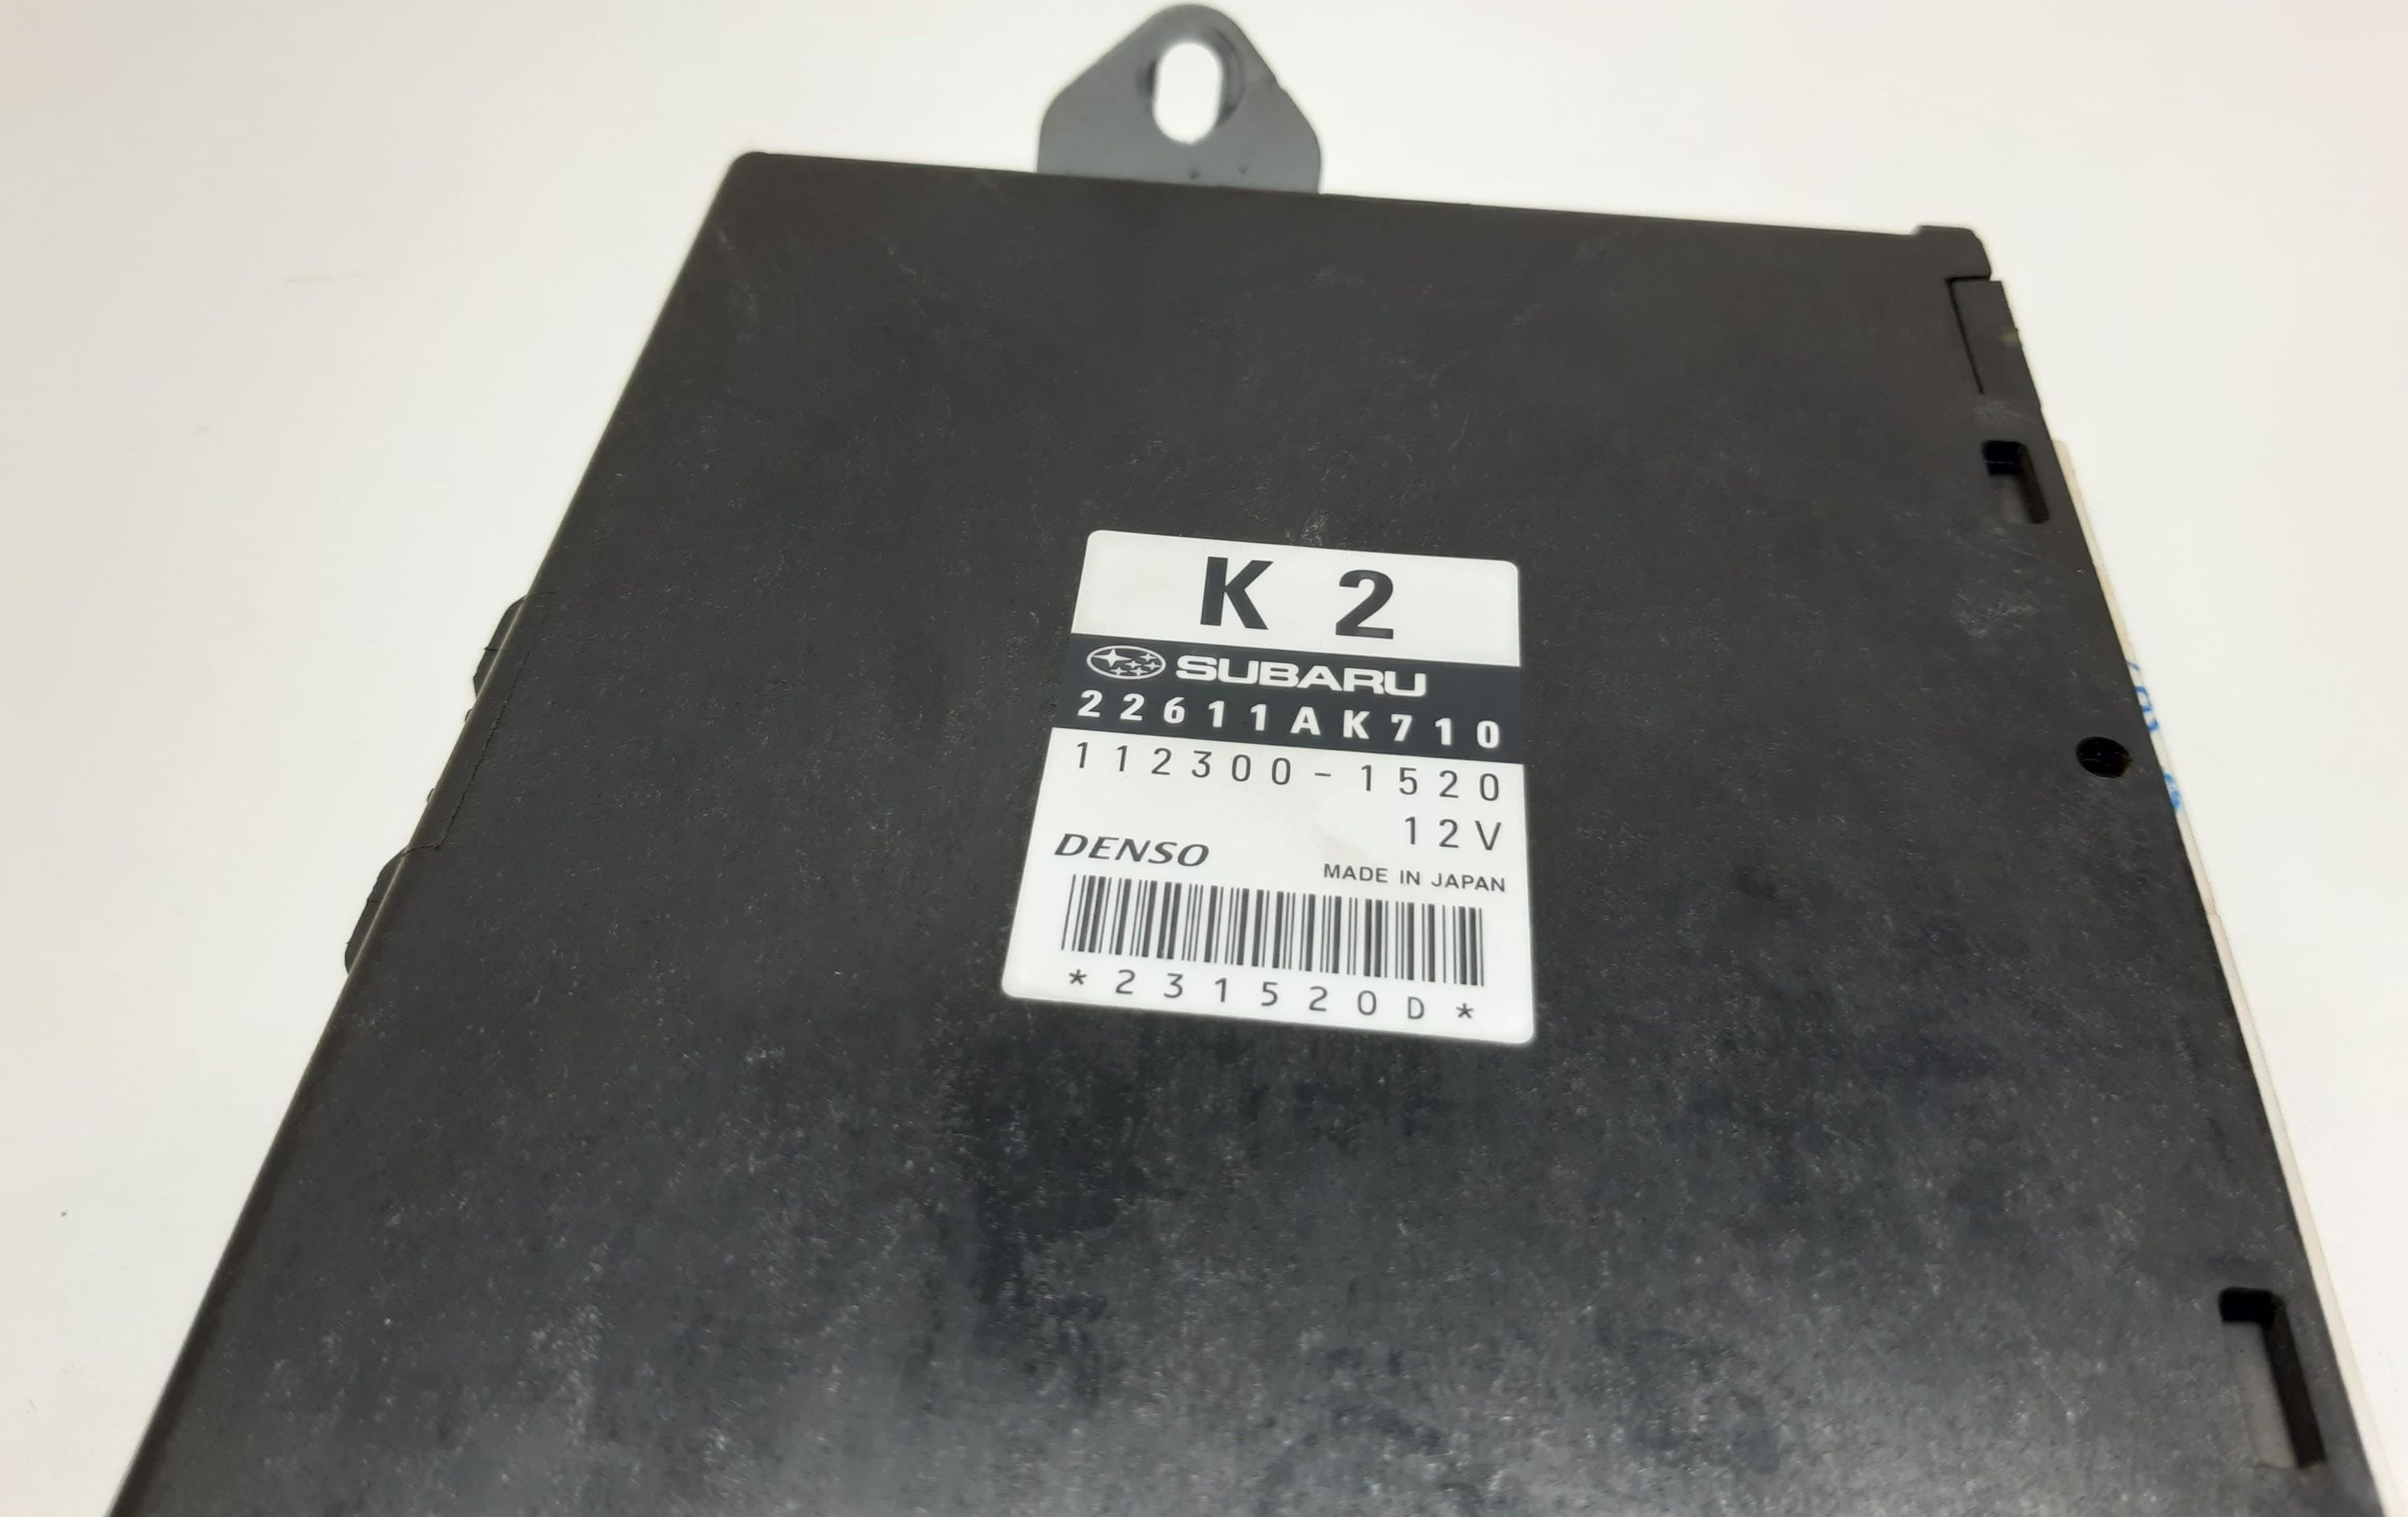 K 2
SUBARU
22611AK710
112300-1520
12V
DENSO
MADE IN JAPAN
*231520D*